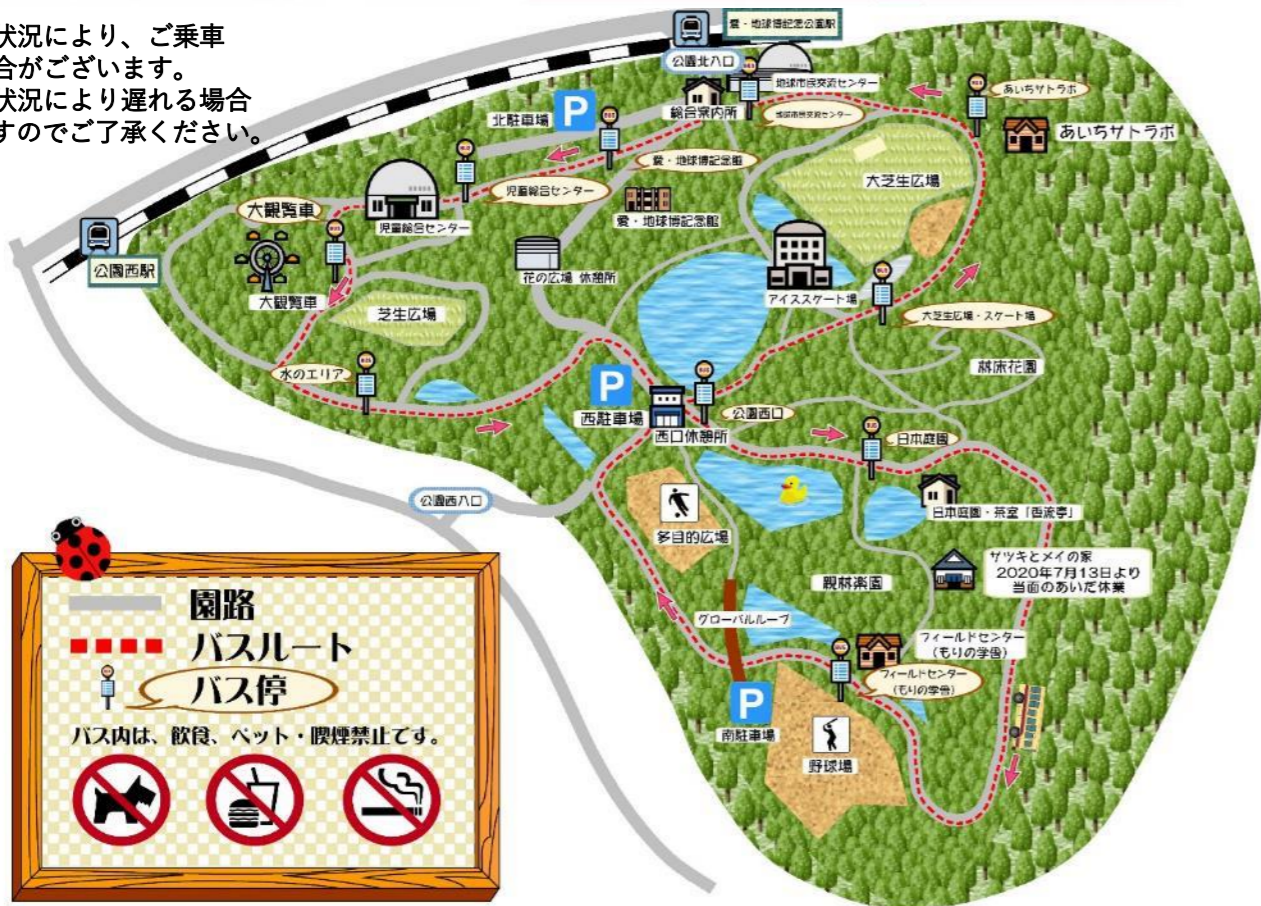 状況により、ご乗車
合がございます。
状況により遅れる場合
すのでご了承ください。
愛・地球博記念公園駅
公園北入口
地球市民交流センター
総合案内所
地球市民交流センター
あいちサトラボ
あいちサトラボ
北駐車場
P
愛・地球博記念館
大芝生広場
児童総合センター
愛・地球博記念館
大観覧車
児童総合センター
公園西駅
花の広場 休憩所
アイススケート場
大観覧車
芝生広場
大芝生広場・スケート場
水のエリア
林床花園
P
西駐車場
公園西口
西口休憩所
日本庭園
公園西入口
日本庭園・茶室「香流亭」
多目的広場
サツキとメイの家
2020年7月13日より
当面のあいだ休業
親林楽園
グローバルループ
フィールドセンター
(もりの学舎)
フィールドセンター
(もりの学舎)
P
南駐車場
野球場
園路
バスルート
バス停
バス内は、飲食、ペット・喫煙禁止です。